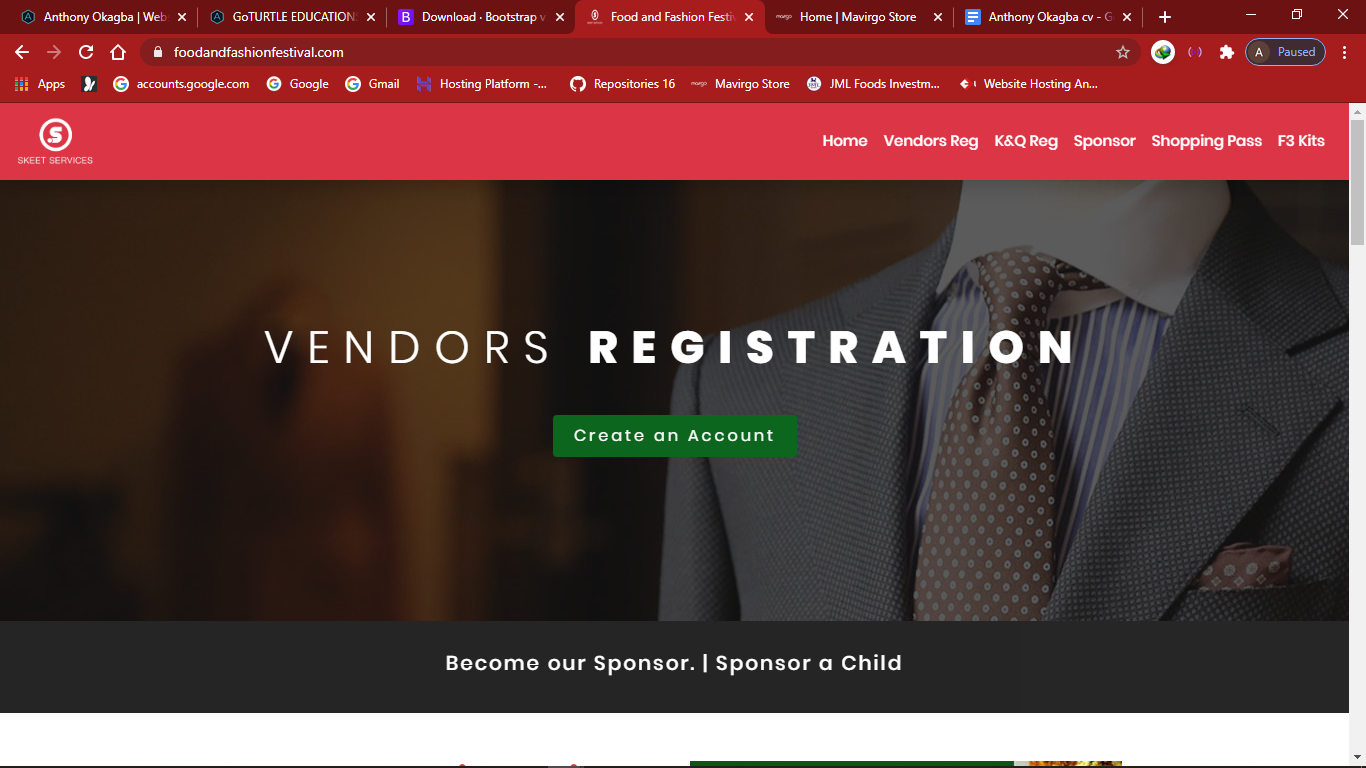 Anthony Okagba | Web
GoTURTLE EDUCATION
Download · Bootstrap v
Food and Fashion Festiv
Home | Mavirgo Store
Anthony Okagba cv - G
foodandfashionfestival.com
A Paused
Apps
accounts.google.com
Google
Gmail
Hosting Platform -...
Repositories 16
Mavirgo Store
JML Foods Investm...
Website Hosting An...
S
SKEET SERVICES
Home Vendors Reg K&Q Reg Sponsor Shopping Pass F3 Kits
VENDORS REGISTRATION
Create an Account
Become our Sponsor. | Sponsor a Child